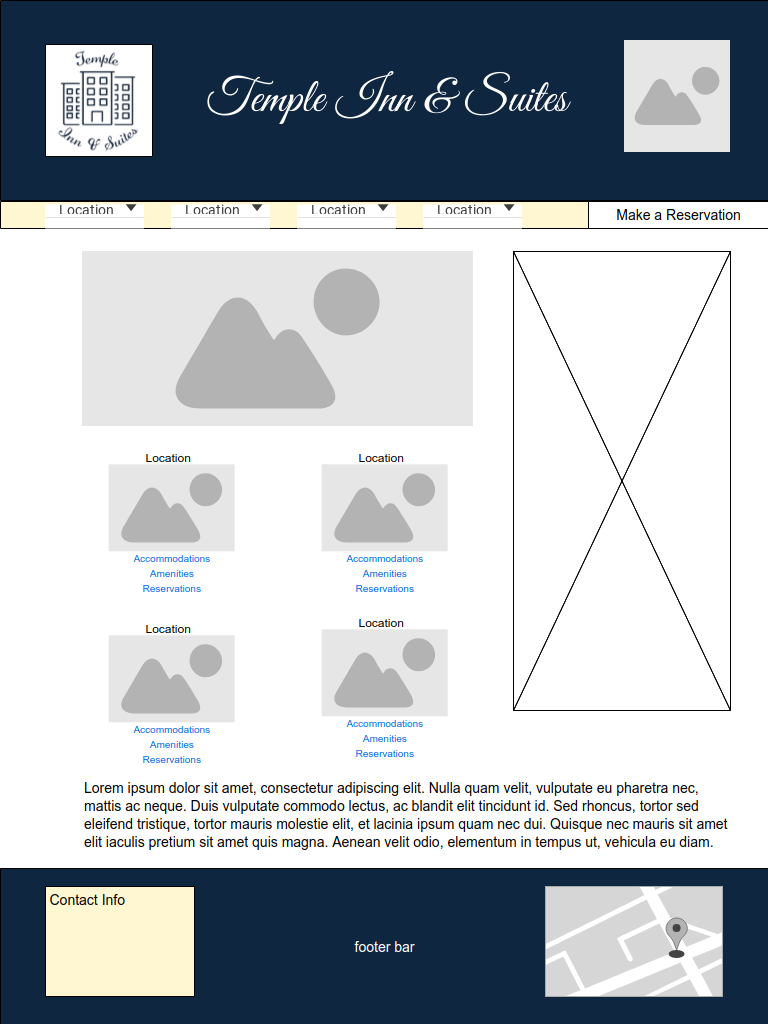 Temple
Inn & Suites
Temple Inn & Suites
Location Location Location Location Make a Reservation
Location Location
Accommodations Accommodations
Amenities Amenities
Reservations Reservations
Location Location
Accommodations Accommodations
Amenities Amenities
Reservations Reservations
Lorem ipsum dolor sit amet, consectetur adipiscing elit. Nulla quam velit, vulputate eu pharetra nec,
mattis ac neque. Duis vulputate commodo lectus, ac blandit elit tincidunt id. Sed rhoncus, tortor sed
eleifend tristique, tortor mauris molestie elit, et lacinia ipsum quam nec dui. Quisque nec mauris sit amet
elit iaculis pretium sit amet quis magna. Aenean velit odio, elementum in tempus ut, vehicula eu diam.
Contact Info
footer bar